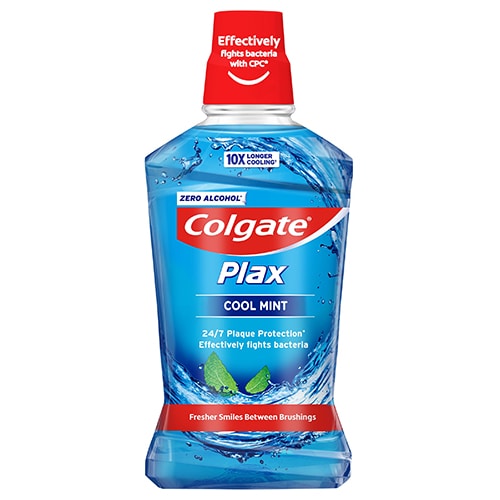 Effectively
fights bacteria
with CPC°
10X LONGER
COOLING†
ZERO ALCOHOL*
Colgate®
Plax
COOL MINT
24/7 Plaque Protection*
Effectively fights bacteria
Fresher Smiles Between Brushings